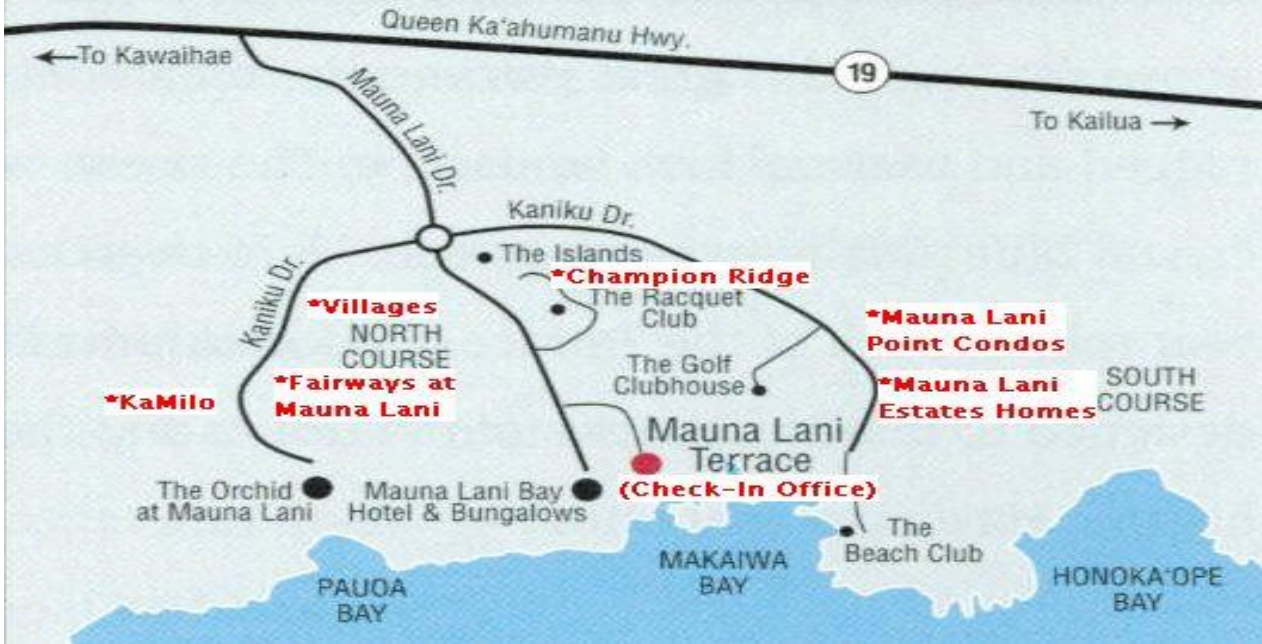 Queen Ka'ahumanu Hwy.
←To Kawaihae
19
To Kailua →
Mauna Lani Dr.
Kaniku Dr.
The Islands
*Champion Ridge
The Racquet
Club
Kaniku Dr.
*Villages
NORTH
COURSE
*Mauna Lani
Point Condos
The Golf
Clubhouse
*KaMilo
*Fairways at
Mauna Lani
*Mauna Lani
Estates Homes
SOUTH
COURSE
Mauna Lani
Terrace
(Check-In Office)
The Orchid
at Mauna Lani
Mauna Lani Bay
Hotel & Bungalows
The
Beach Club
PAUOA
BAY
MAKAIWA
BAY
HONOKA'OPE
BAY